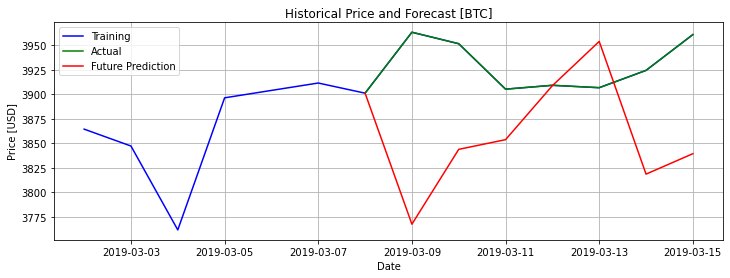 Historical Price and Forecast [BTC]
Training
Actual
Future Prediction
Price [USD]
3950
3925
3900
3875
3850
3825
3800
3775
2019-03-03
2019-03-05
2019-03-07
2019-03-09
2019-03-11
2019-03-13
2019-03-15
Date